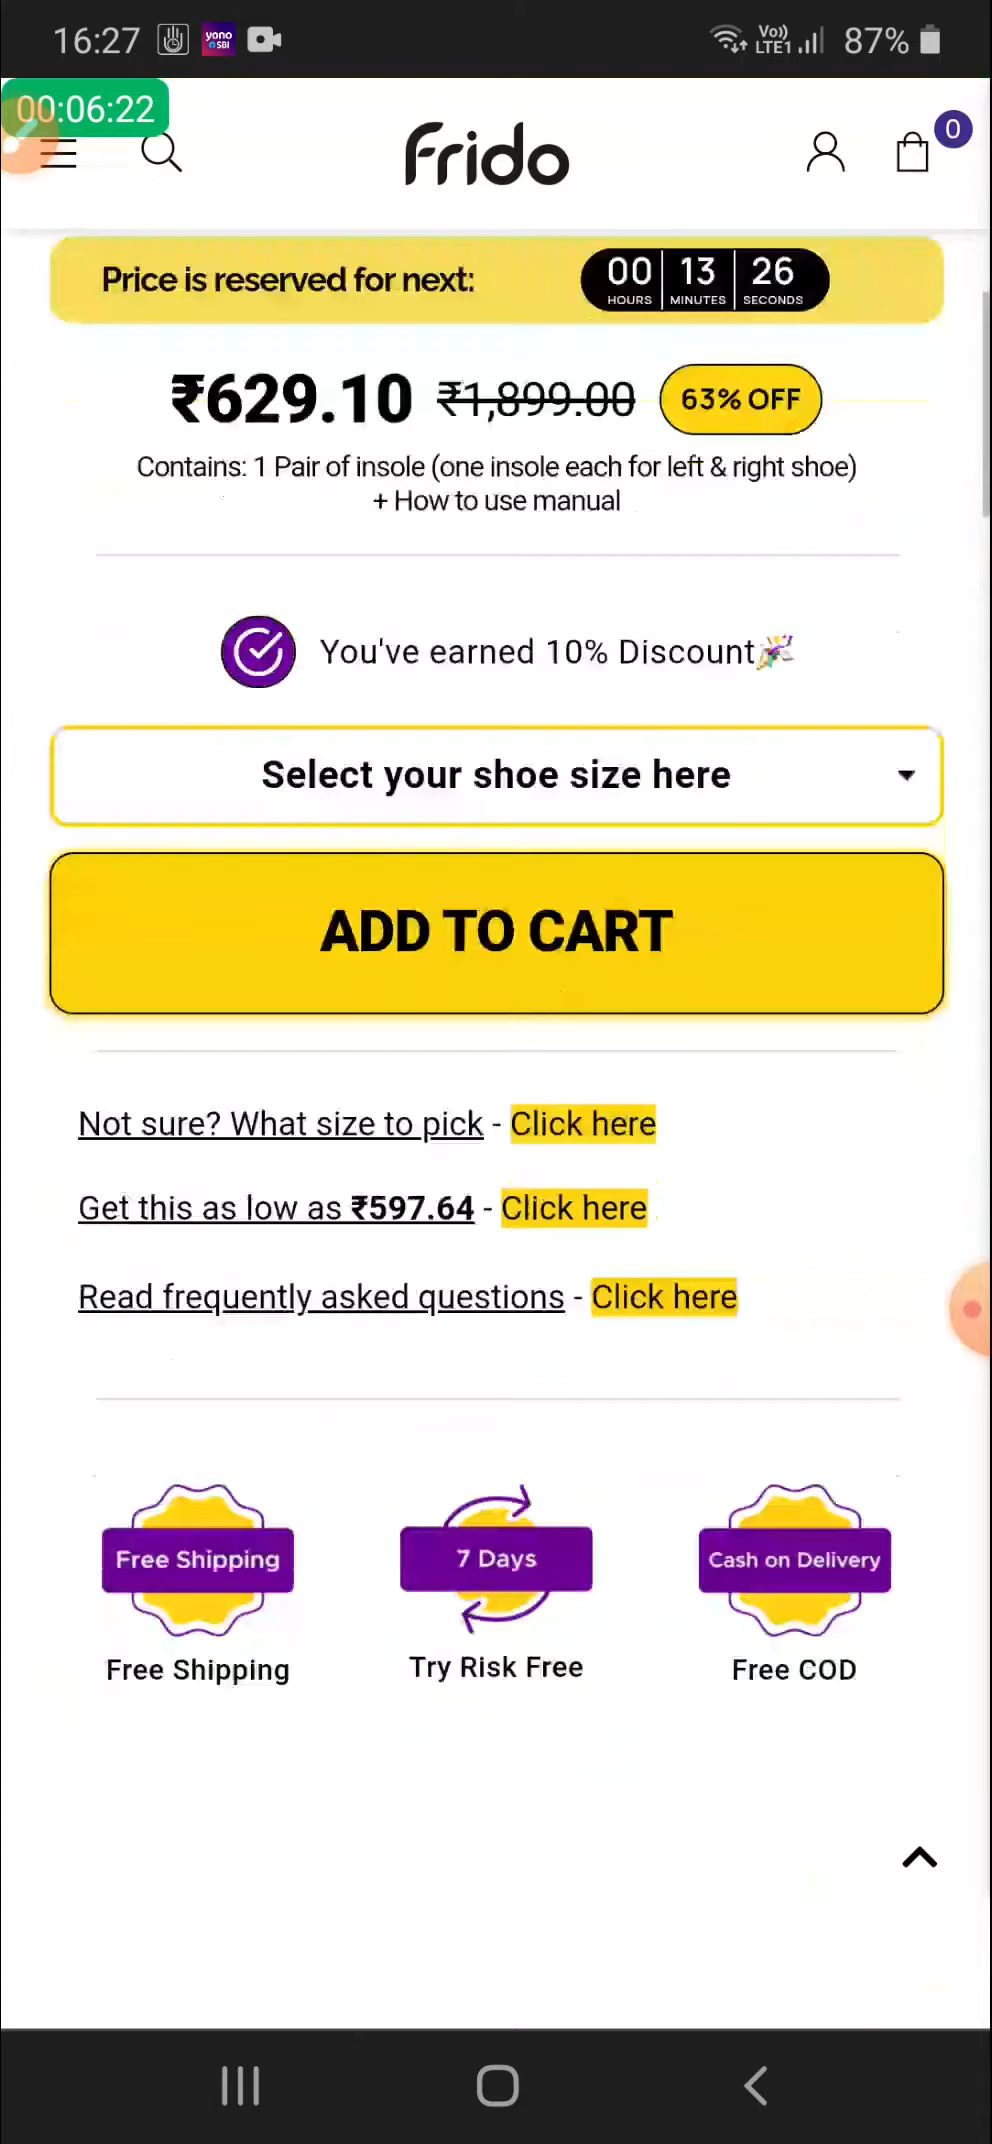 16:27 yono SBI Vo)) LTE1 87%
00:06:22
Frido 0
Price is reserved for next: 00 13 26
HOURS MINUTES SECONDS
₹629.10 ₹1,899.00 63% OFF
Contains: 1 Pair of insole (one insole each for left & right shoe)
+ How to use manual
You've earned 10% Discount🎉
Select your shoe size here
ADD TO CART
Not sure? What size to pick - Click here
Get this as low as ₹597.64 - Click here
Read frequently asked questions - Click here
Free Shipping 7 Days Cash on Delivery
Free Shipping Try Risk Free Free COD